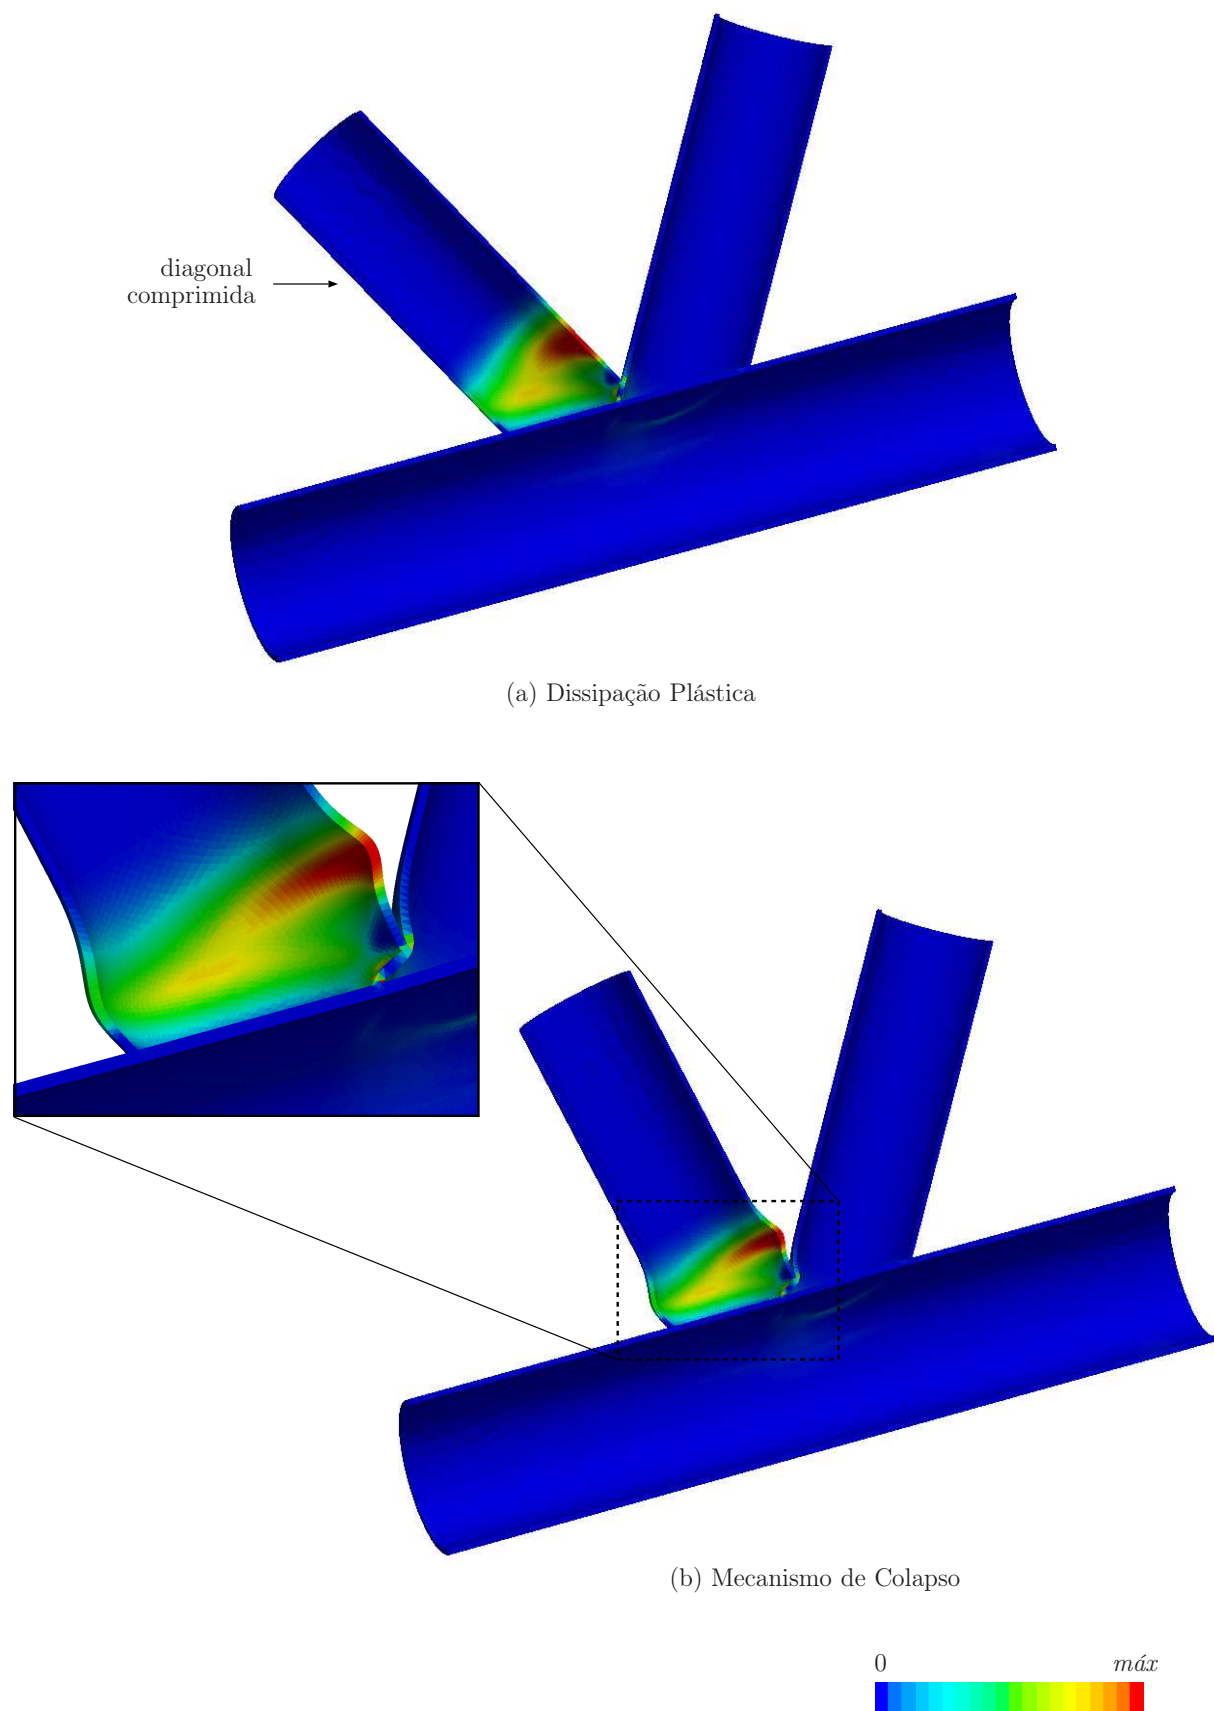 diagonal
comprimida
(a) Dissipação Plástica
(b) Mecanismo de Colapso
0 máx